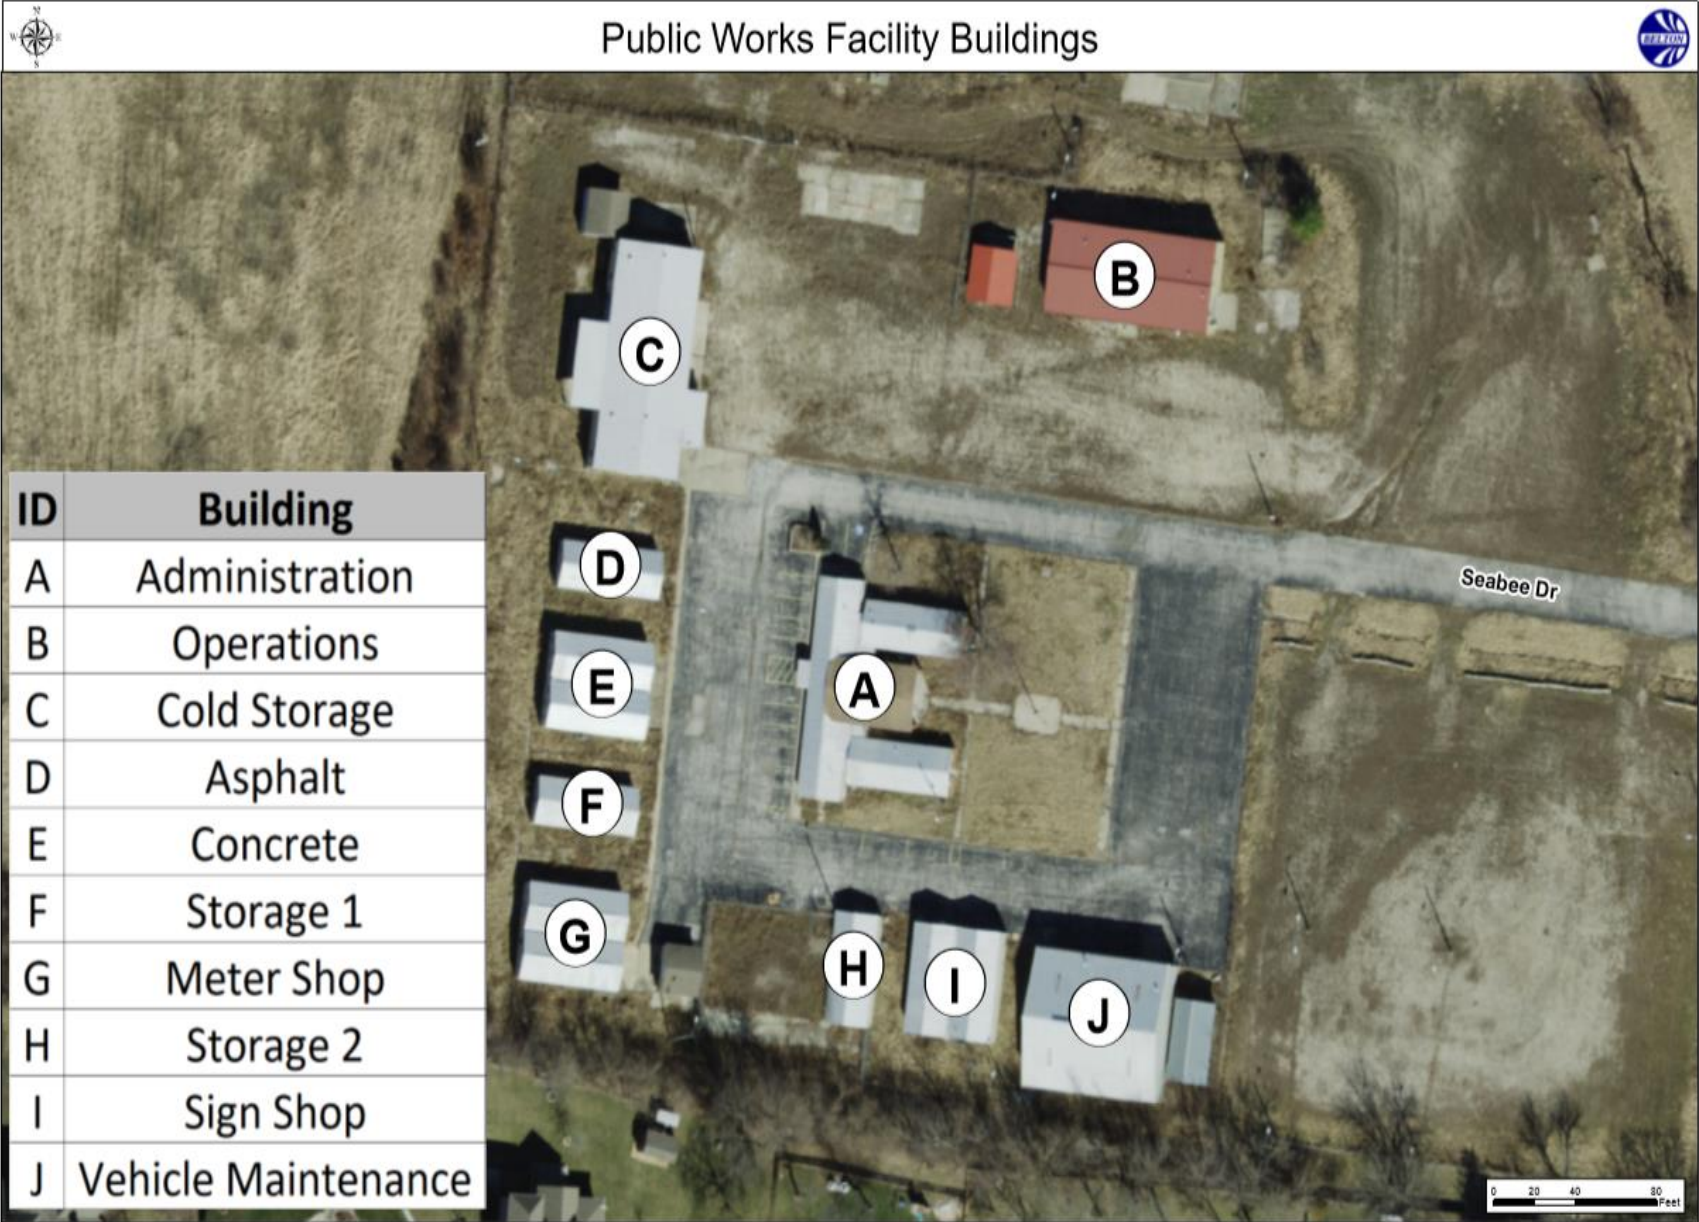 N
W E
S
Public Works Facility Buildings
BELTON
B
C
ID Building
A Administration
B Operations
C Cold Storage
D Asphalt
E Concrete
F Storage 1
G Meter Shop
H Storage 2
I Sign Shop
J Vehicle Maintenance
D
Seabee Dr
E
A
F
G
H
I
J
0 20 40 80
Feet